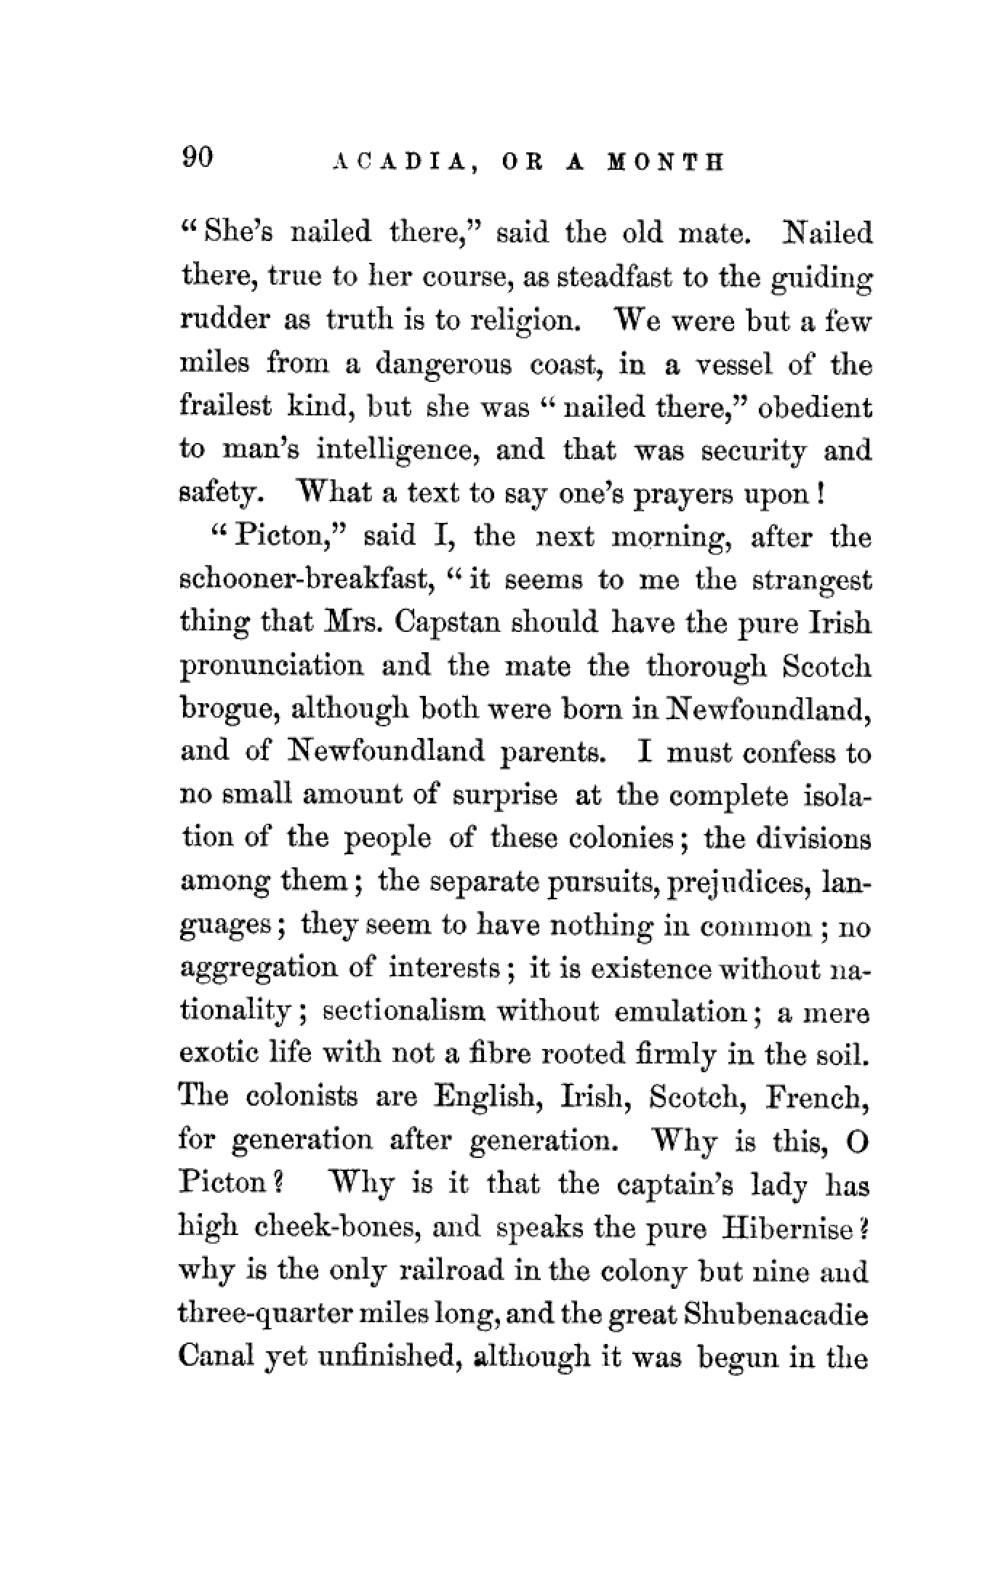 90 ACADIA, OR A MONTH
“She’s nailed there,” said the old mate. Nailed
there, true to her course, as steadfast to the guiding
rudder as truth is to religion. We were but a few
miles from a dangerous coast, in a vessel of the
frailest kind, but she was “nailed there,” obedient
to man’s intelligence, and that was security and
safety. What a text to say one’s prayers upon!
“Picton,” said I, the next morning, after the
schooner-breakfast, “it seems to me the strangest
thing that Mrs. Capstan should have the pure Irish
pronunciation and the mate the thorough Scotch
brogue, although both were born in Newfoundland,
and of Newfoundland parents. I must confess to
no small amount of surprise at the complete isola-
tion of the people of these colonies; the divisions
among them; the separate pursuits, prejudices, lan-
guages; they seem to have nothing in common; no
aggregation of interests; it is existence without na-
tionality; sectionalism without emulation; a mere
exotic life with not a fibre rooted firmly in the soil.
The colonists are English, Irish, Scotch, French,
for generation after generation. Why is this, O
Picton? Why is it that the captain’s lady has
high cheek-bones, and speaks the pure Hibernise?
why is the only railroad in the colony but nine and
three-quarter miles long, and the great Shubenacadie
Canal yet unfinished, although it was begun in the